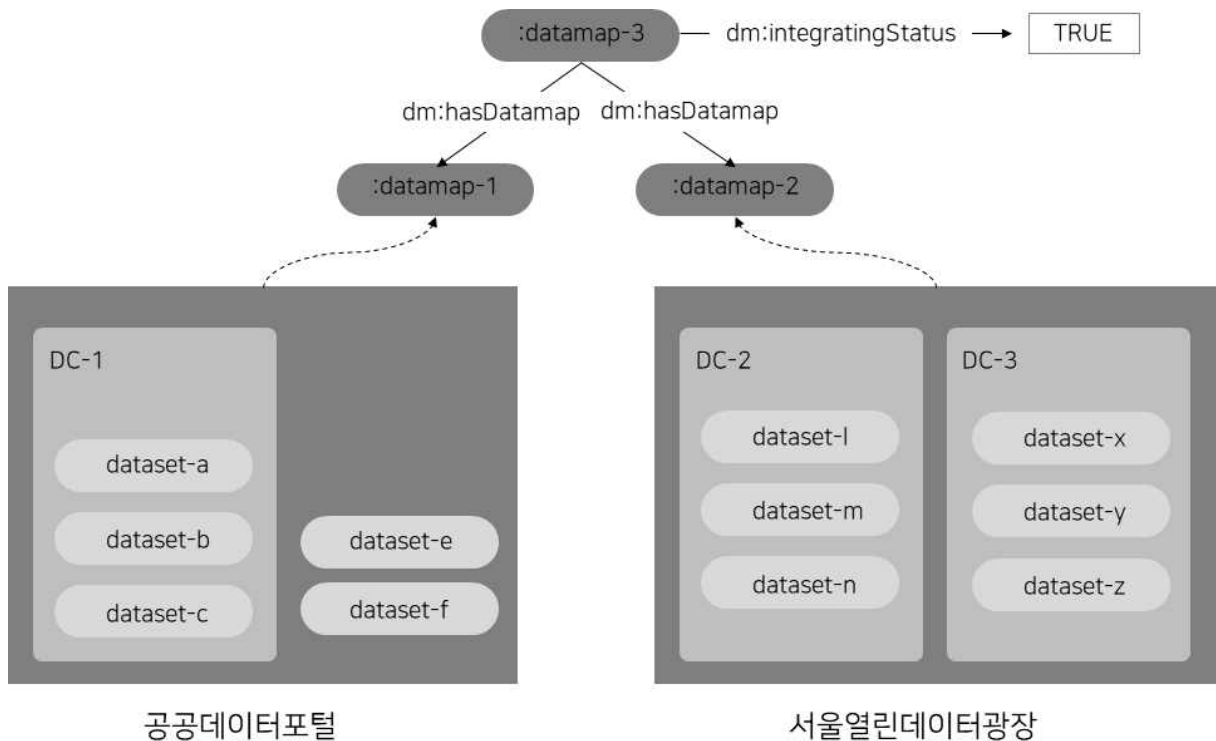 :datamap-3
dm:integratingStatus
TRUE
dm:hasDatamap
dm:hasDatamap
:datamap-1
:datamap-2
DC-1
dataset-a
dataset-b
dataset-c
dataset-e
dataset-f
DC-2
dataset-l
dataset-m
dataset-n
DC-3
dataset-x
dataset-y
dataset-z
공공데이터포털
서울열린데이터광장